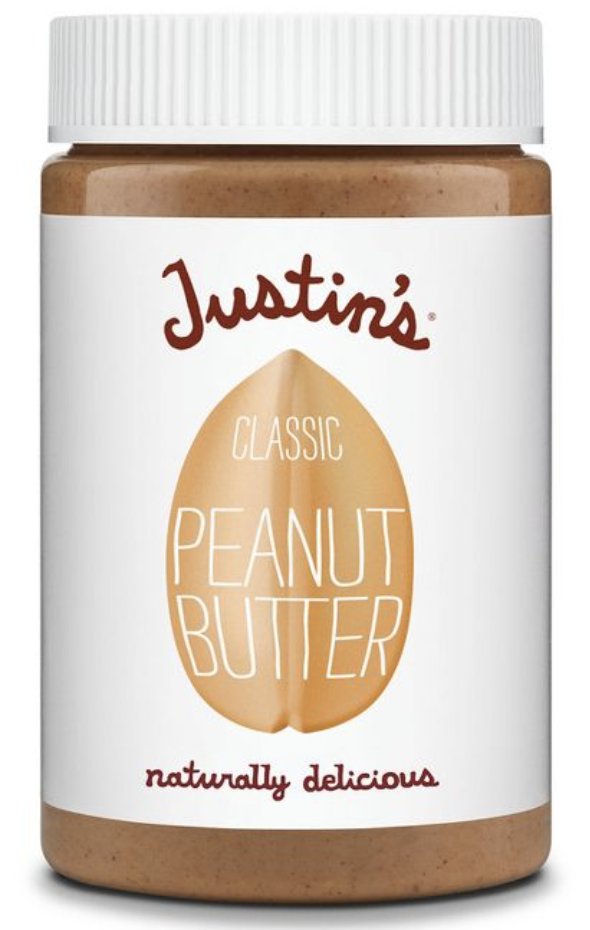 Justin's®
CLASSIC
PEANUT
BUTTER
naturally delicious